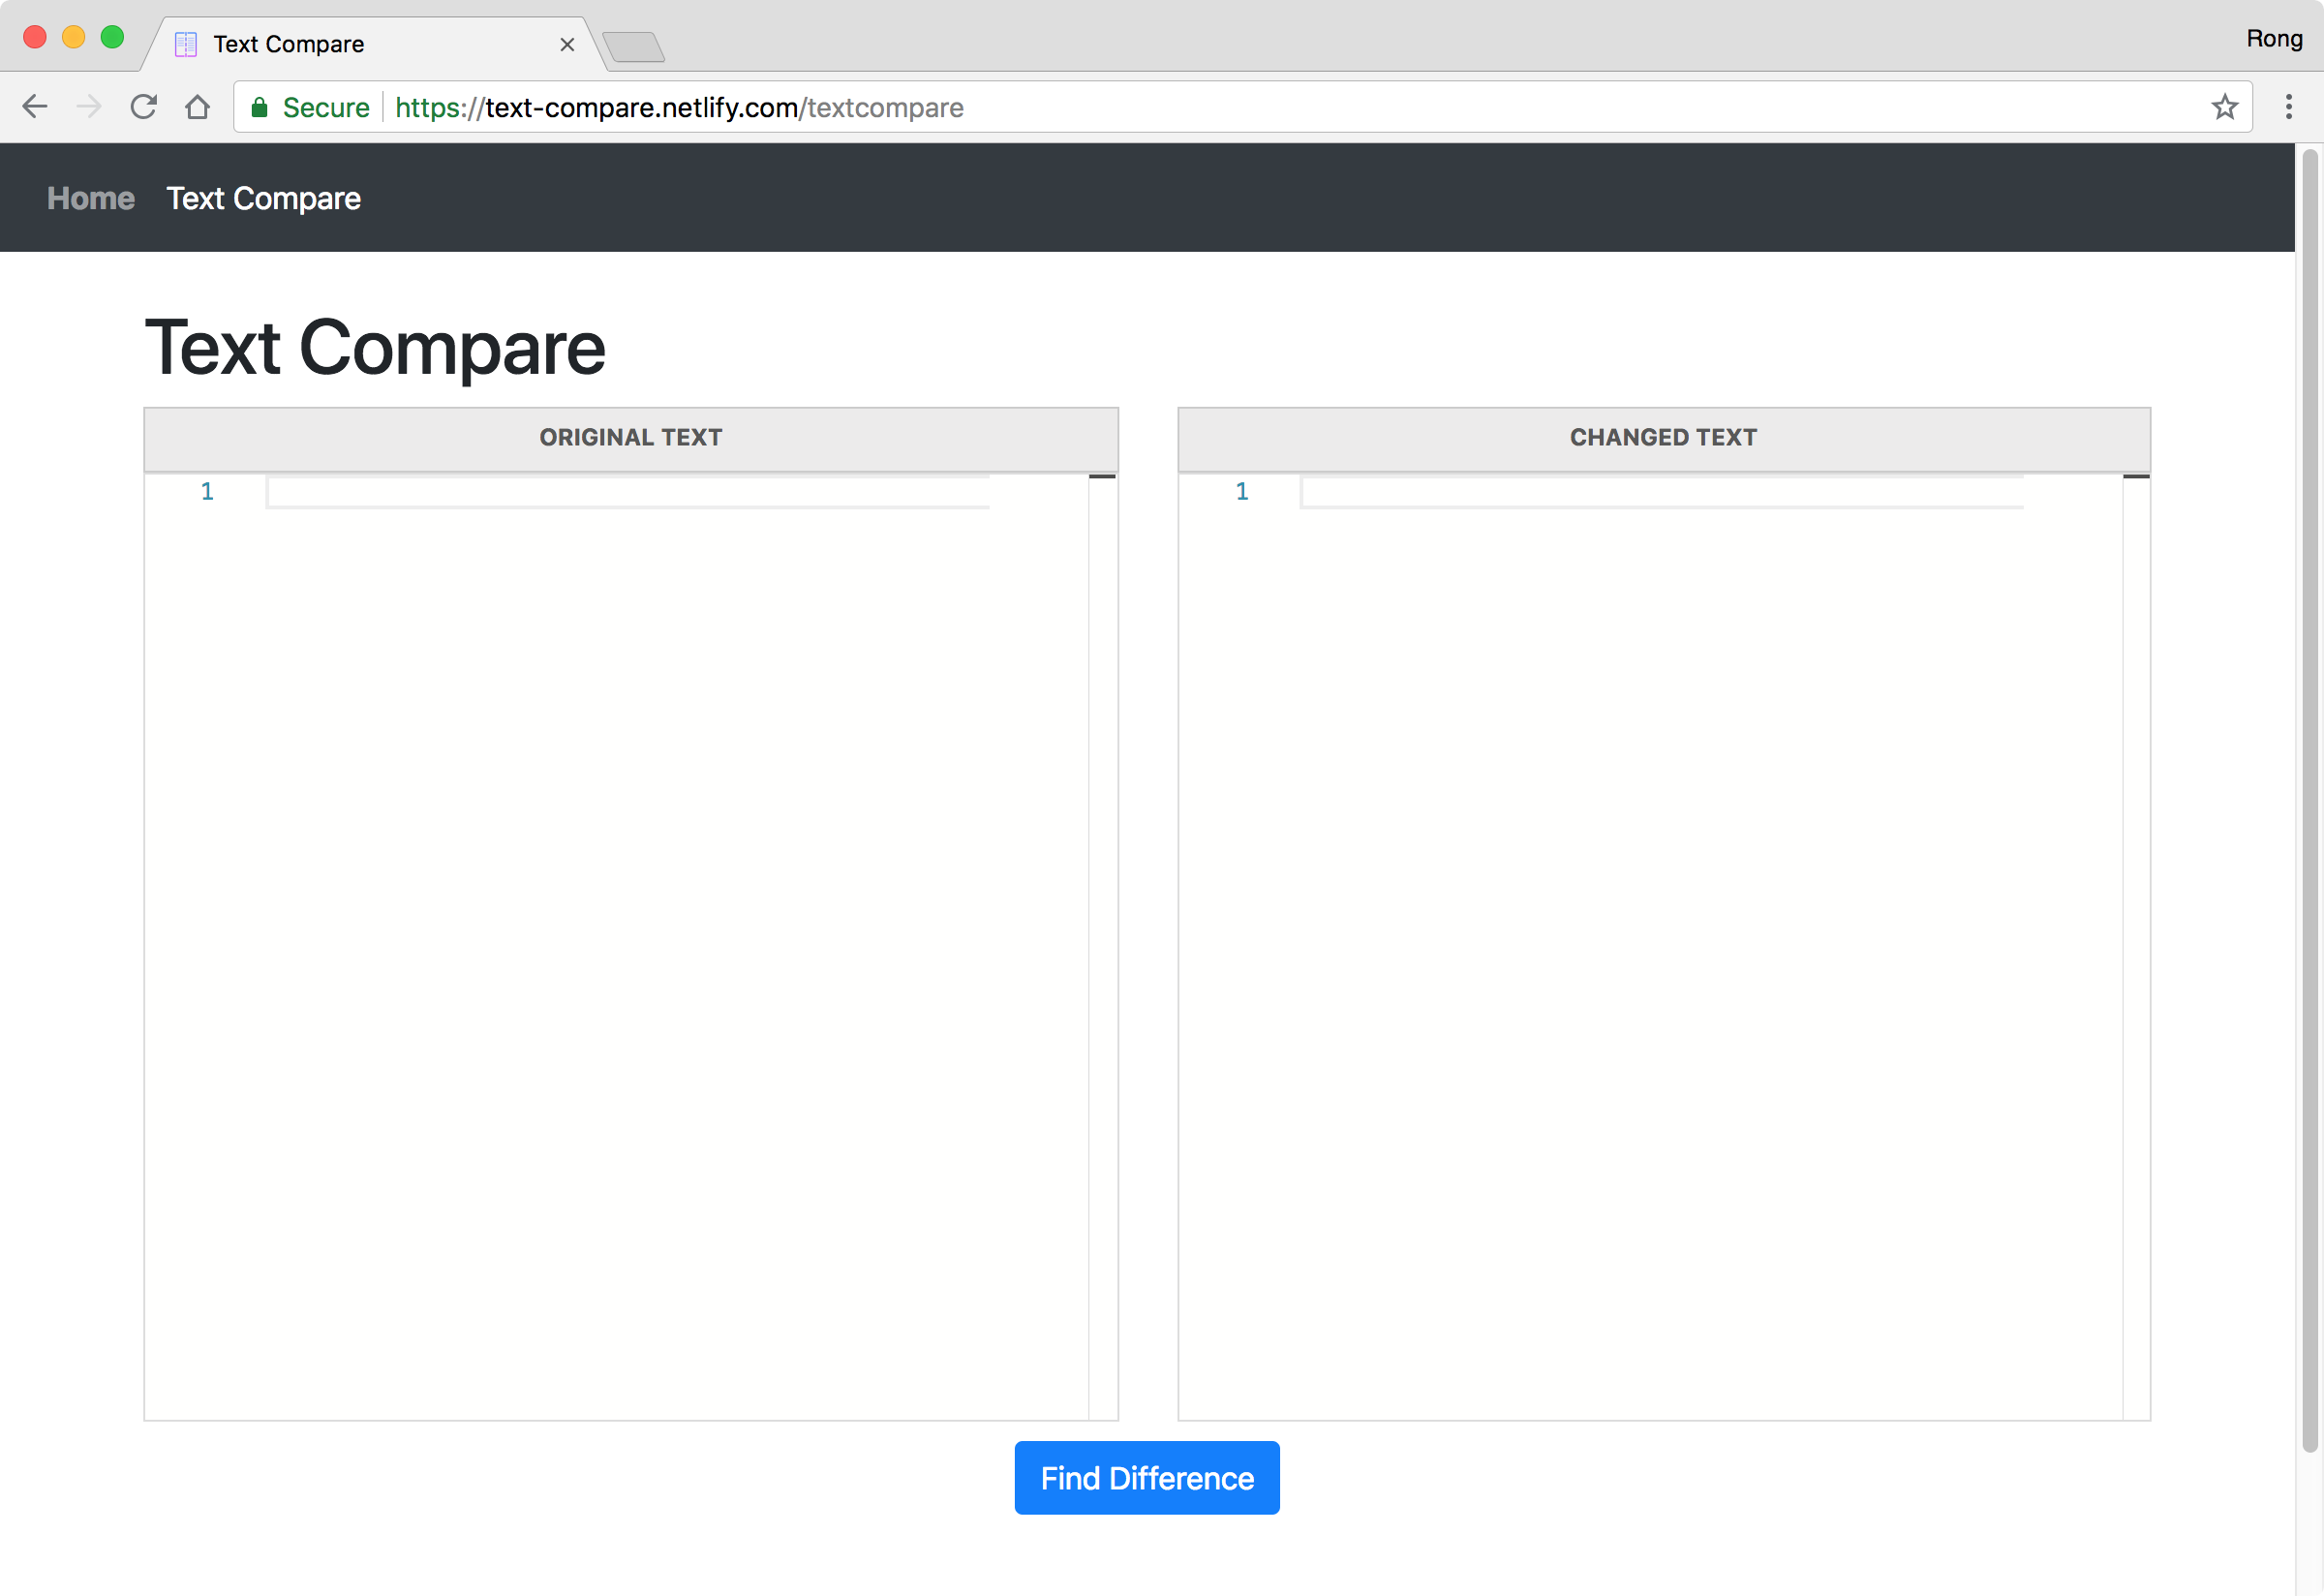 Text Compare
Rong
Secure https://text-compare.netlify.com/textcompare
Home Text Compare
Text Compare
ORIGINAL TEXT CHANGED TEXT
1 1
Find Difference